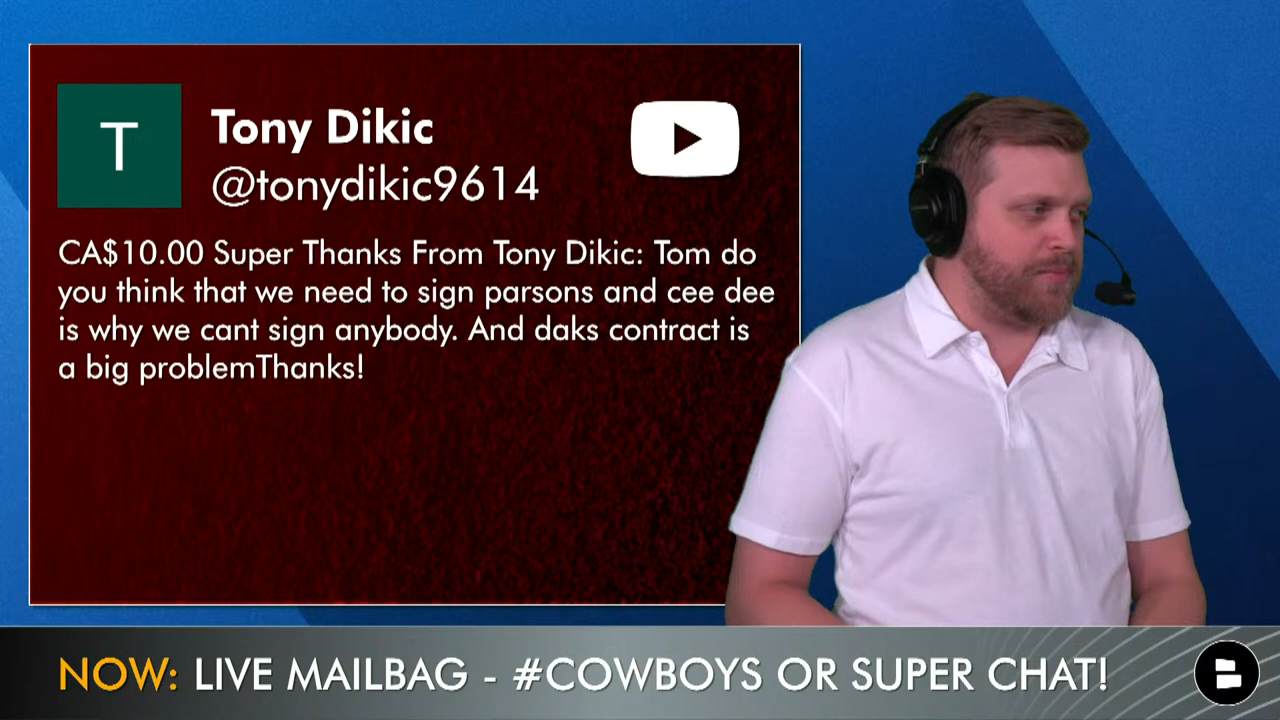 T
Tony Dikic
@tonydikic9614
CA$10.00 Super Thanks From Tony Dikic: Tom do
you think that we need to sign parsons and cee dee
is why we cant sign anybody. And daks contract is
a big problemThanks!
NOW: LIVE MAILBAG - #COWBOYS OR SUPER CHAT!